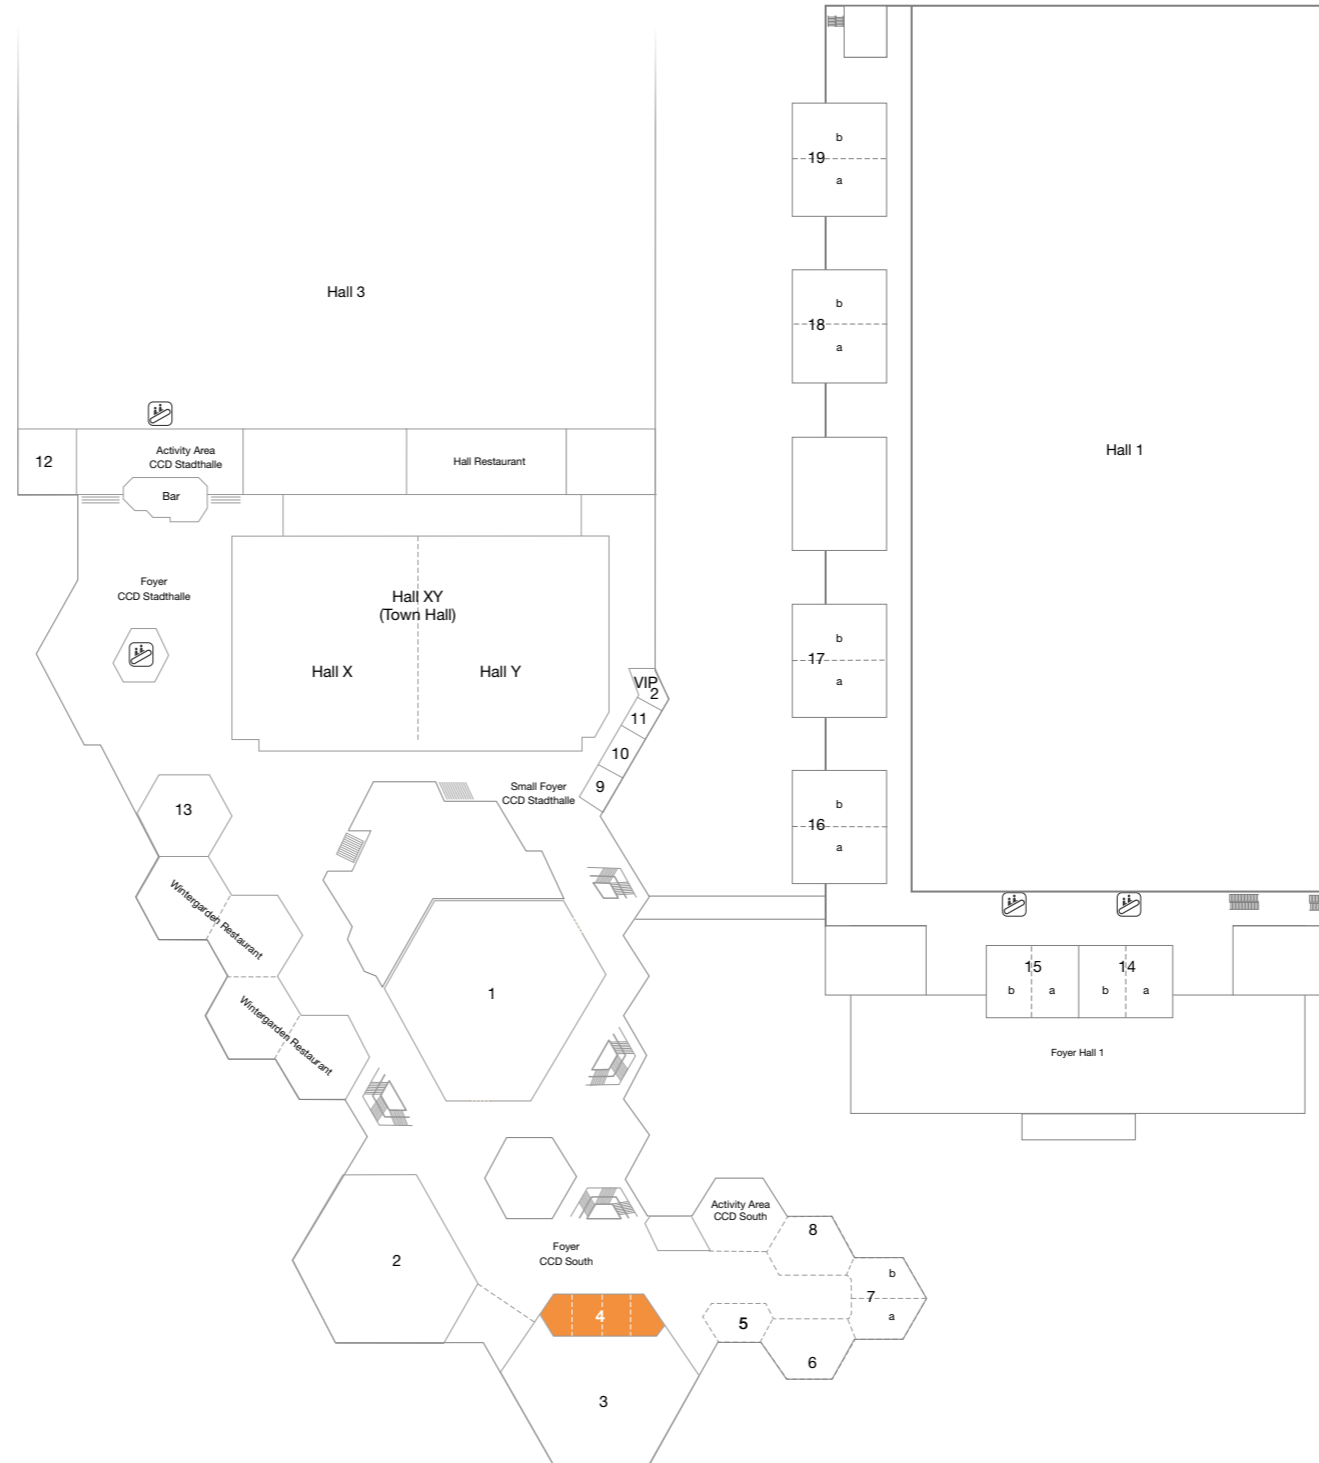 b
19
a
Hall 3
b
18
a
Hall 1
12
Activity Area
CCD Stadthalle
Hall Restaurant
Bar
Foyer
CCD Stadthalle
Hall XY
(Town Hall)
Hall X
Hall Y
b
17
a
VIP
2
11
10
9
Small Foyer
CCD Stadthalle
13
b
16
a
Wintergarden Restaurant
Wintergarden Restaurant
1
15
14
b
a
b
a
Foyer Hall 1
Activity Area
CCD South
8
Foyer
CCD South
2
b
7
a
4
5
6
3